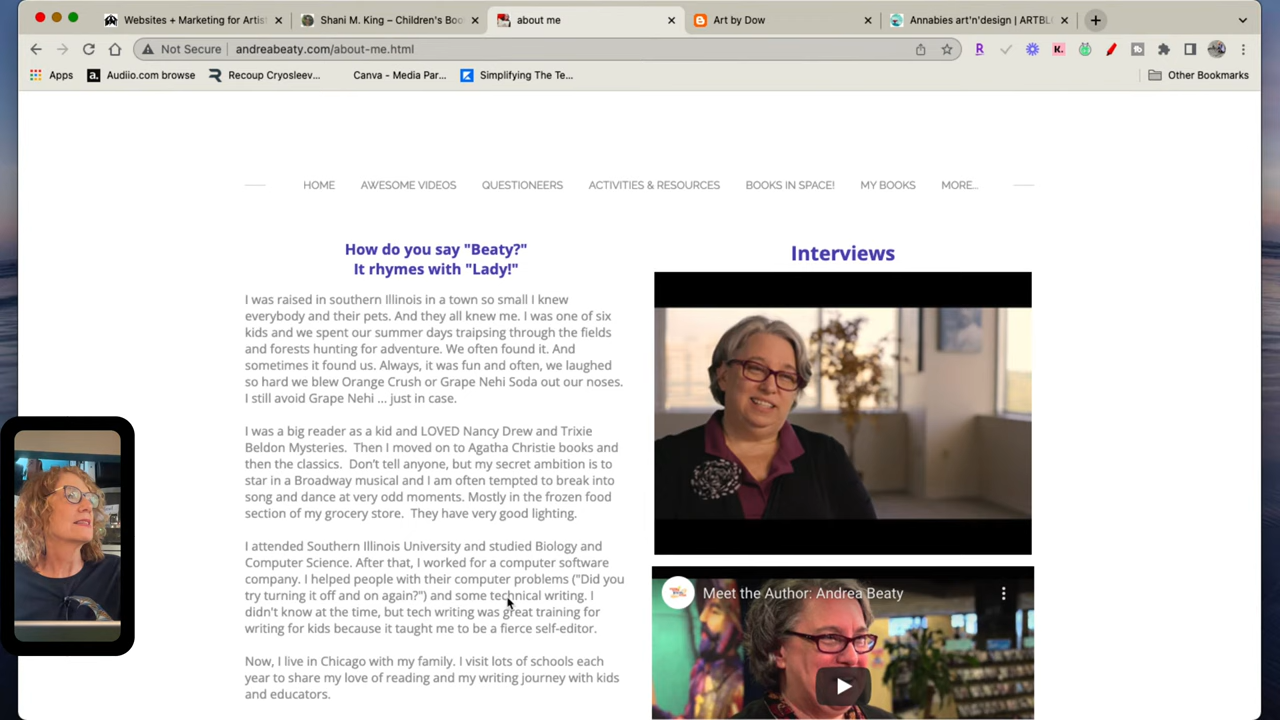 Websites + Marketing for Artis
Shani M. King – Children's Boo
about me
Art by Dow
Annabies art'n'design | ARTBL
Not Secure | andreabeaty.com/about-me.html
Apps
Audiio.com browse
Recoup Cryosleev...
Canva - Media Par...
Simplifying The Te...
Other Bookmarks
HOME
AWESOME VIDEOS
QUESTIONEERS
ACTIVITIES & RESOURCES
BOOKS IN SPACE!
MY BOOKS
MORE...
How do you say "Beaty?"
It rhymes with "Lady!"
I was raised in southern Illinois in a town so small I knew
everybody and their pets. And they all knew me. I was one of six
kids and we spent our summer days traipsing through the fields
and forests hunting for adventure. We often found it. And
sometimes it found us. Always, it was fun and often, we laughed
so hard we blew Orange Crush or Grape Nehi Soda out our noses.
I still avoid Grape Nehi ... just in case.
I was a big reader as a kid and LOVED Nancy Drew and Trixie
Beldon Mysteries.  Then I moved on to Agatha Christie books and
then the classics.  Don't tell anyone, but my secret ambition is to
star in a Broadway musical and I am often tempted to break into
song and dance at very odd moments. Mostly in the frozen food
section of my grocery store.  They have very good lighting.
I attended Southern Illinois University and studied Biology and
Computer Science. After that, I worked for a computer software
company. I helped people with their computer problems ("Did you
try turning it off and on again?") and some technical writing. I
didn't know at the time, but tech writing was great training for
writing for kids because it taught me to be a fierce self-editor.
Now, I live in Chicago with my family. I visit lots of schools each
year to share my love of reading and my writing journey with kids
and educators.
Interviews
Meet the Author: Andrea Beaty